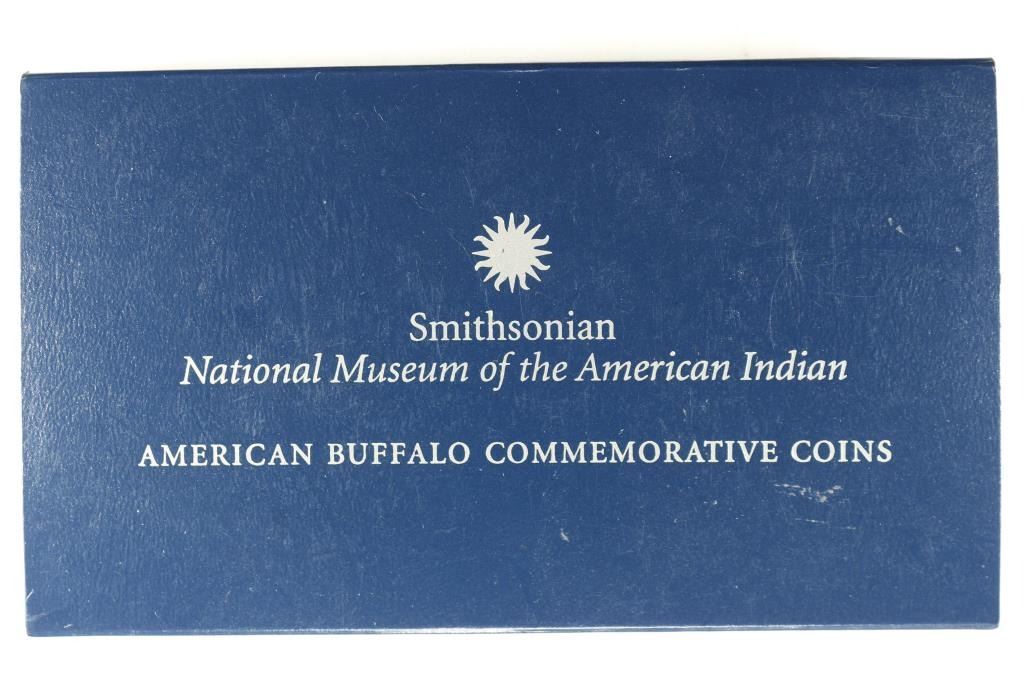 Smithsonian
National Museum of the American Indian
AMERICAN BUFFALO COMMEMORATIVE COINS